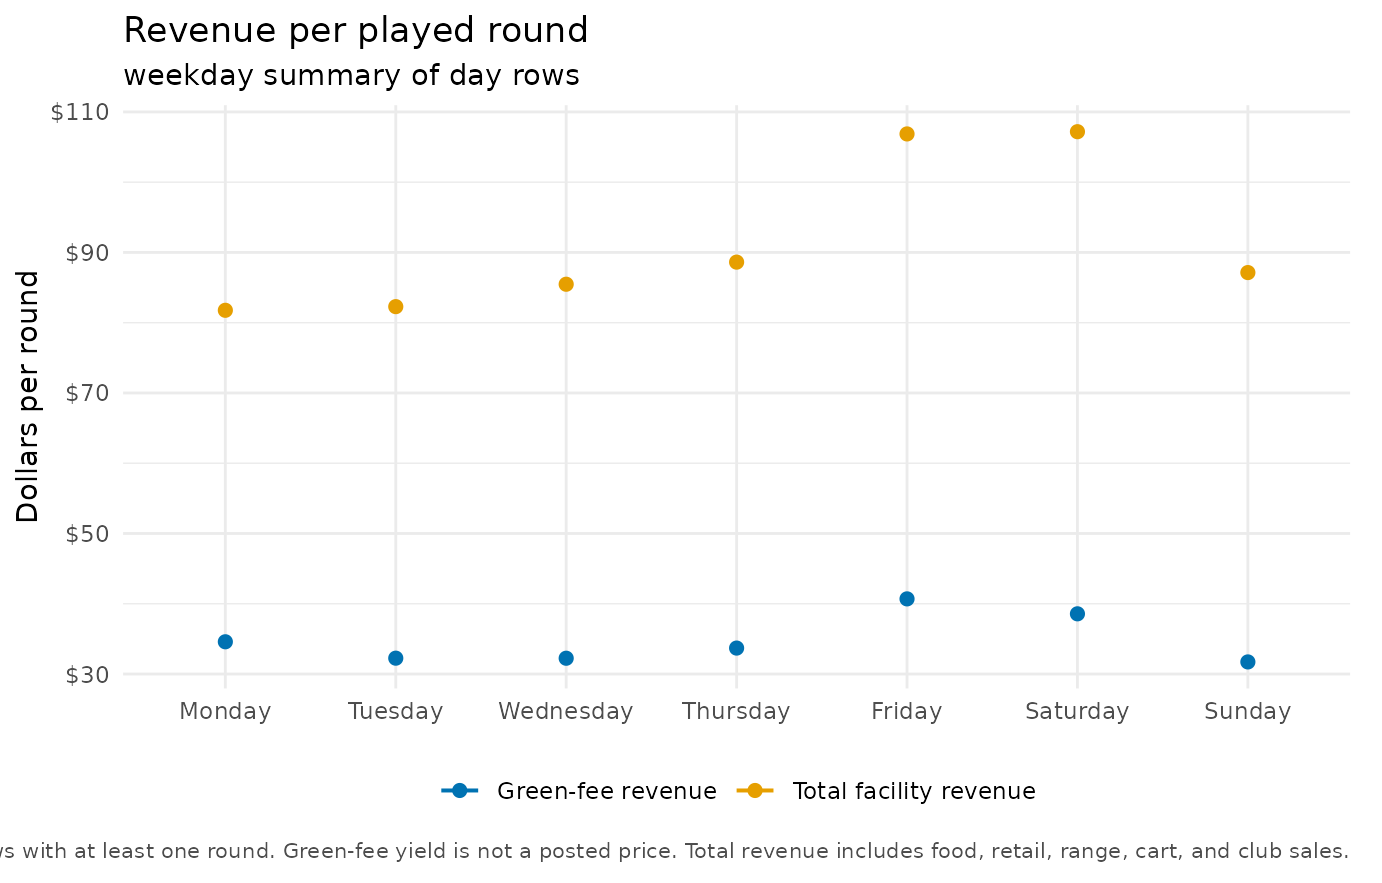 Revenue per played round
weekday summary of day rows
$110
$90
$70
$50
$30
Dollars per round
Monday Tuesday Wednesday Thursday Friday Saturday Sunday
Green-fee revenue Total facility revenue
with at least one round. Green-fee yield is not a posted price. Total revenue includes food, retail, range, cart, and club sales.